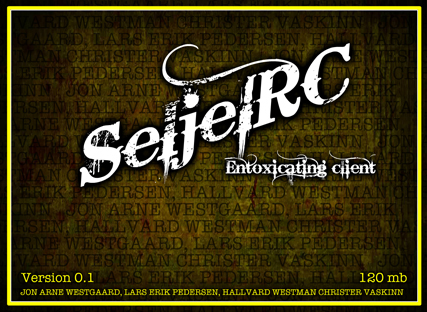 SeljeIRC
Entoxicating client
Version 0.1
120 mb
JON ARNE WESTGAARD, LARS ERIK PEDERSEN, HALLVARD WESTMAN CHRISTER VASKINN